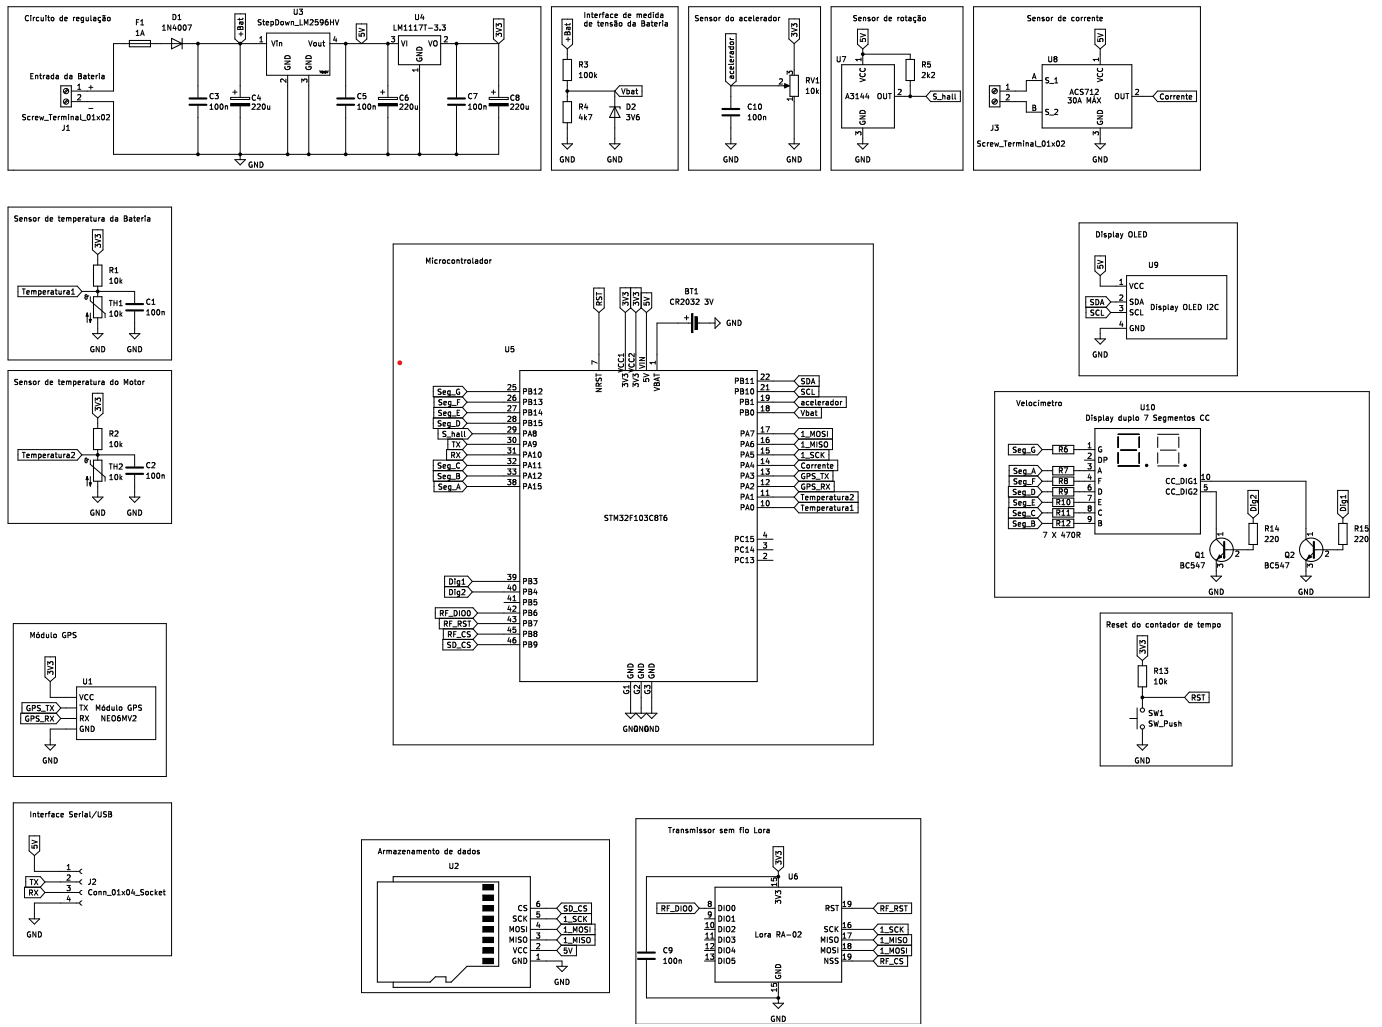 Circuito de regulação
F1
1A
D1
1N4007
+Bat
U3
StepDown_LM2596HV
1
Vin
Vout
4
GND
GND
2
3
5V
U4
LM1117T-3.3
3
VI
VO
2
GND
1
3V3
Entrada da Bateria
1
+
2
–
Screw_Terminal_01x02
J1
C3
100n
C4
220u
C5
100n
C6
220u
C7
100n
C8
220u
GND
Interface de medida
de tensão da Bateria
+Bat
R3
100k
Vbat
R4
4k7
D2
3V6
GND
GND
Sensor do acelerador
acelerador
3V3
3
2
RV1
10k
1
C10
100n
GND
GND
Sensor de rotação
5V
U7
1
VCC
R5
2k2
A3144
OUT
2
S_hall
GND
3
GND
Sensor de corrente
5V
U8
1
VCC
1
A
S_1
2
B
S_2
ACS712
30A MÁX
OUT
2
Corrente
GND
3
J3
Screw_Terminal_01x02
GND
Sensor de temperatura da Bateria
3V3
R1
10k
Temperatura1
TH1
10k
C1
100n
GND
GND
Sensor de temperatura do Motor
3V3
R2
10k
Temperatura2
TH2
10k
C2
100n
GND
GND
Microcontrolador
RST
3V3
3V3
5V
BT1
CR2032 3V
+
GND
U5
7
VCC1
VCC2
VIN
1
NRST
3V3
3V3
5V
VBAT
Seg_G
25
PB12
Seg_F
26
PB13
Seg_E
27
PB14
Seg_D
28
PB15
S_hall
29
PA8
TX
30
PA9
RX
31
PA10
Seg_C
32
PA11
Seg_B
33
PA12
Seg_A
38
PA15
PB11
22
SDA
PB10
21
SCL
PB1
19
acelerador
PB0
18
Vbat
PA7
17
1_MOSI
PA6
16
1_MISO
PA5
15
1_SCK
PA4
14
Corrente
PA3
13
GPS_TX
PA2
12
GPS_RX
PA1
11
Temperatura2
PA0
10
Temperatura1
STM32F103C8T6
PC15
4
PC14
3
PC13
2
Dig1
39
PB3
Dig2
40
PB4
41
PB5
RF_DIO0
42
PB6
RF_RST
43
PB7
RF_CS
45
PB8
SD_CS
46
PB9
GND
GND
GND
G1
G2
G3
GND
GND
GND
Display OLED
U9
5V
1
VCC
SDA
2
SDA
SCL
3
SCL
4
GND
Display OLED I2C
GND
Velocímetro
U10
Display duplo 7 Segmentos CC
Seg_G
R6
1
G
2
DP
Seg_A
R7
3
A
Seg_F
R8
4
F
Seg_D
R9
6
D
Seg_E
R10
7
E
Seg_C
R11
8
C
Seg_B
R12
9
B
7 X 470R
CC_DIG1
10
CC_DIG2
5
Dig2
Dig1
R14
220
R15
220
1
Q1
BC547
2
3
1
Q2
BC547
2
3
GND
GND
Reset do contador de tempo
3V3
R13
10k
RST
SW1
SW_Push
GND
Módulo GPS
3V3
U1
VCC
GPS_TX
TX
GPS_RX
RX
GND
Módulo GPS
NEO6MV2
GND
Interface Serial/USB
5V
1
TX
2
J2
RX
3
Conn_01x04_Socket
4
GND
Armazenamento de dados
U2
CS
6
SD_CS
SCK
5
1_SCK
MOSI
4
1_MOSI
MISO
3
1_MISO
VCC
2
5V
GND
1
GND
Transmissor sem fio Lora
3V3
U6
15
3V3
RF_DIO0
8
DIO0
9
DIO1
10
DIO2
11
DIO3
12
DIO4
13
DIO5
Lora RA-02
RST
19
RF_RST
SCK
16
1_SCK
MISO
17
1_MISO
MOSI
18
1_MOSI
NSS
19
RF_CS
GND
15
C9
100n
GND